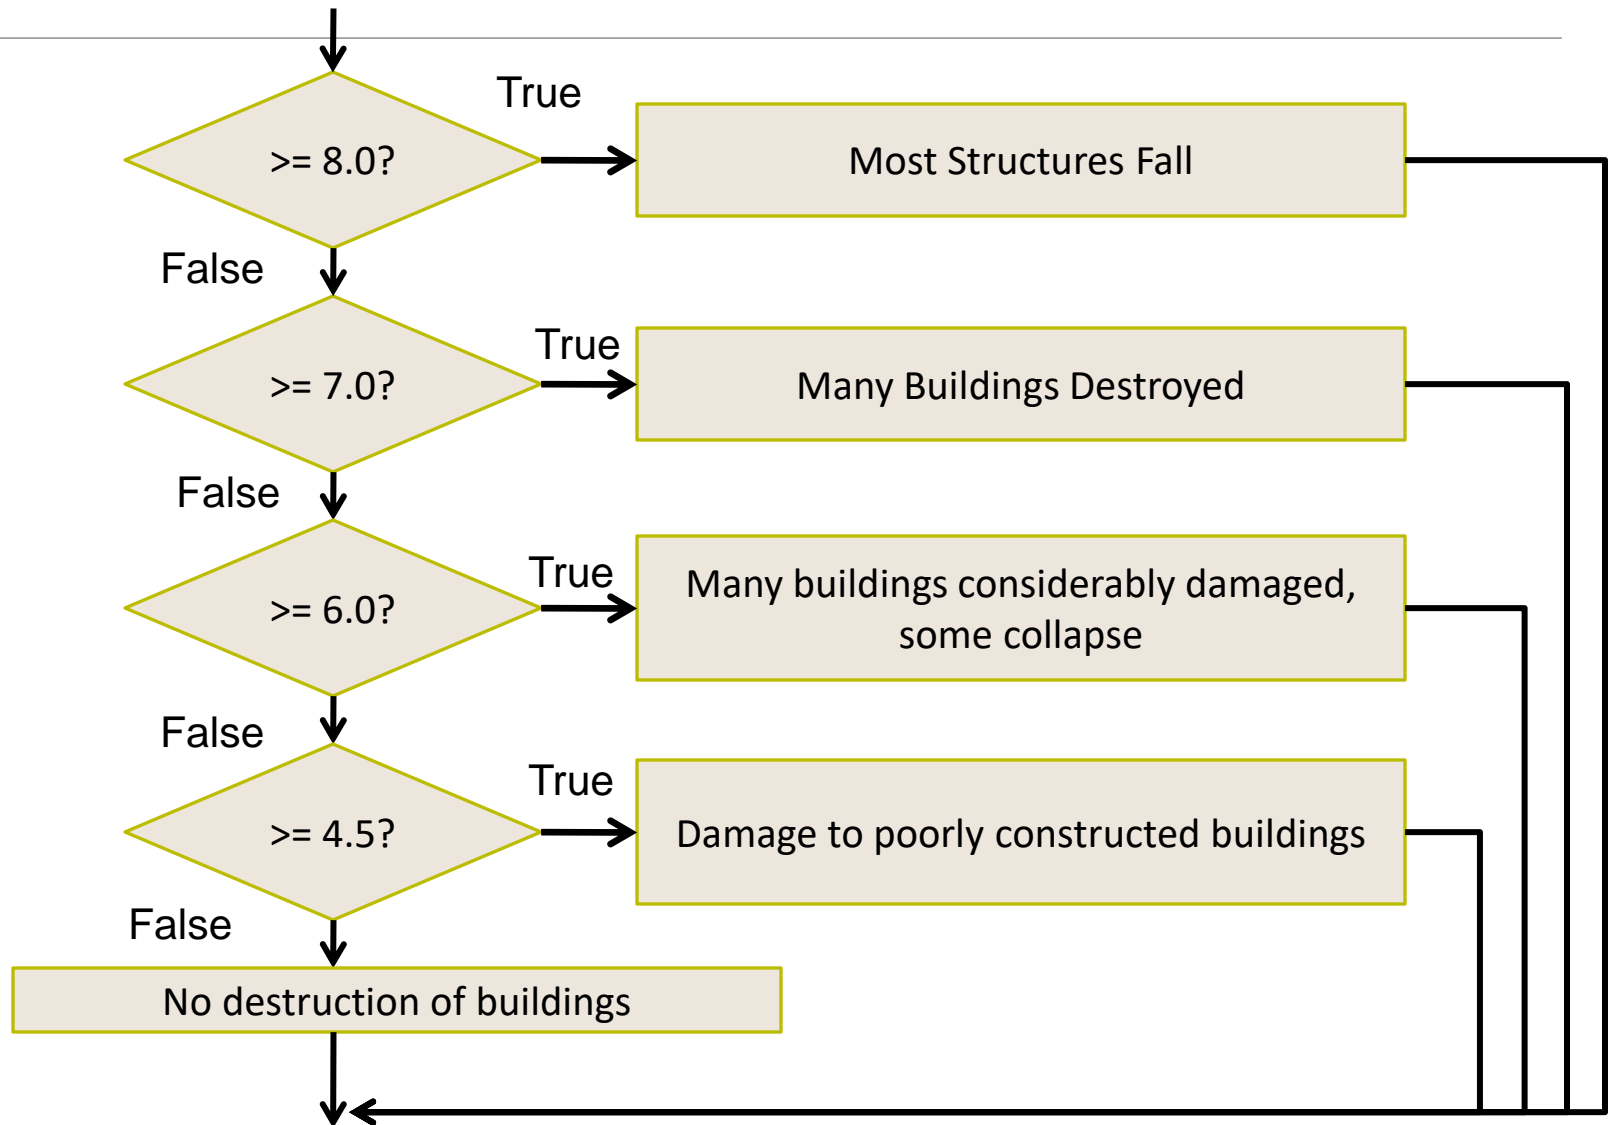 True
>= 8.0?
Most Structures Fall
False
True
>= 7.0?
Many Buildings Destroyed
False
True
>= 6.0?
Many buildings considerably damaged,
some collapse
False
True
>= 4.5?
Damage to poorly constructed buildings
False
No destruction of buildings